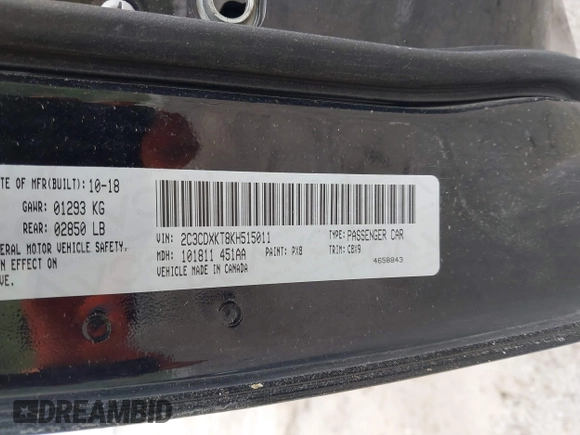 TE OF MFR(BUILT): 10-18
GAWR: 01293 KG
REAR: 02850 LB
ERAL MOTOR VEHICLE SAFETY.
N EFFECT ON
VE.
VIN: 2C3CDXKT8KH515011
TYPE: PASSENGER CAR
MDH: 101811 451AA
PAINT: PX8
TRIM: CBX9
VEHICLE MADE IN CANADA
4658843
DREAMBID